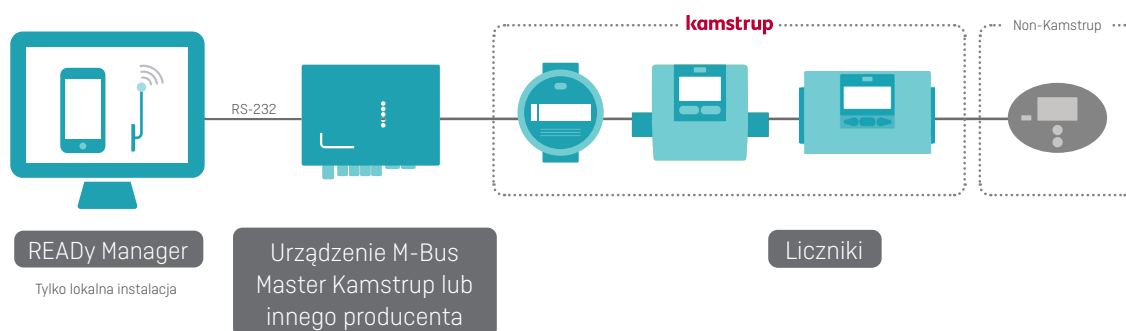 kamstrup
Non-Kamstrup
RS-232
READy Manager
Tylko lokalna instalacja
Urządzenie M-Bus
Master Kamstrup lub
innego producenta
Liczniki